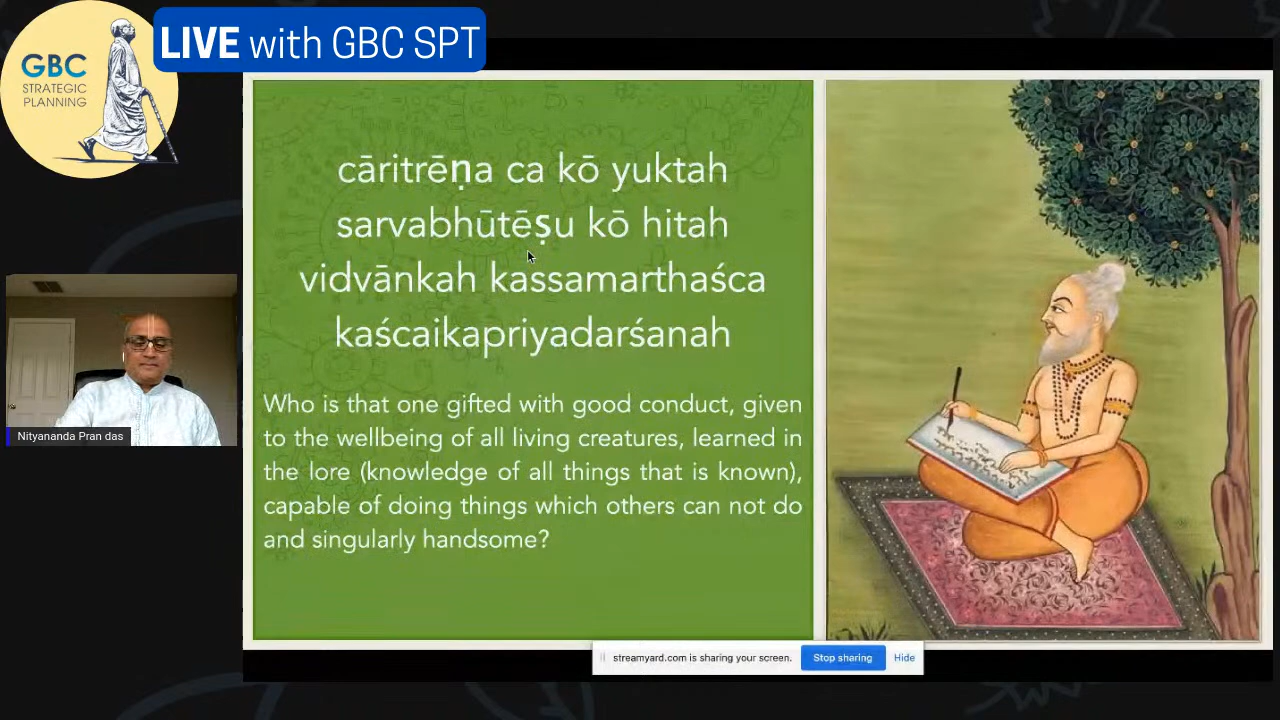 LIVE with GBC SPT
GBC
STRATEGIC
PLANNING
cāritrēṇa ca kō yuktah
sarvabhūtēṣu kō hitah
vidvānkah kassamarthaśca
kaścaikapriyadarśanah
Who is that one gifted with good conduct, given
to the wellbeing of all living creatures, learned in
the lore (knowledge of all things that is known),
capable of doing things which others can not do
and singularly handsome?
Nityananda Pran das
streamyard.com is sharing your screen.
Stop sharing
Hide